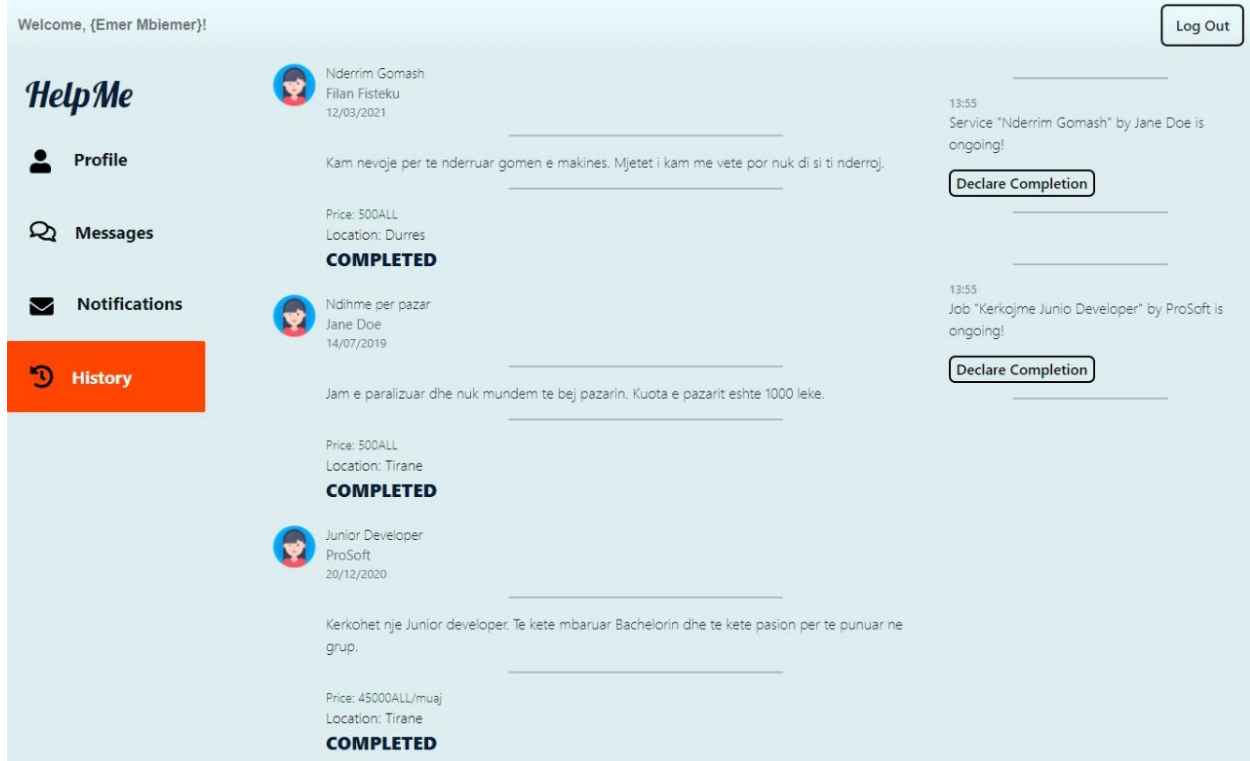 Welcome, {Emer Mbiemer}!
Log Out
HelpMe
Profile
Messages
Notifications
History
Nderrim Gomash
Filan Fisteku
12/03/2021
Kam nevoje per te nderruar gomen e makines. Mjetet i kam me vete por nuk di si ti nderroj.
Price: 500ALL
Location: Durres
COMPLETED
Ndihme per pazar
Jane Doe
14/07/2019
Jam e paralizuar dhe nuk mundem te bej pazarin. Kuota e pazarit eshte 1000 leke.
Price: 500ALL
Location: Tirane
COMPLETED
Junior Developer
ProSoft
20/12/2020
Kerkohet nje Junior developer. Te kete mbaruar Bachelorin dhe te kete pasion per te punuar ne
grup.
Price: 45000ALL/muaj
Location: Tirane
COMPLETED
13:55
Service "Nderrim Gomash" by Jane Doe is
ongoing!
Declare Completion
13:55
Job "Kerkojme Junio Developer" by ProSoft is
ongoing!
Declare Completion